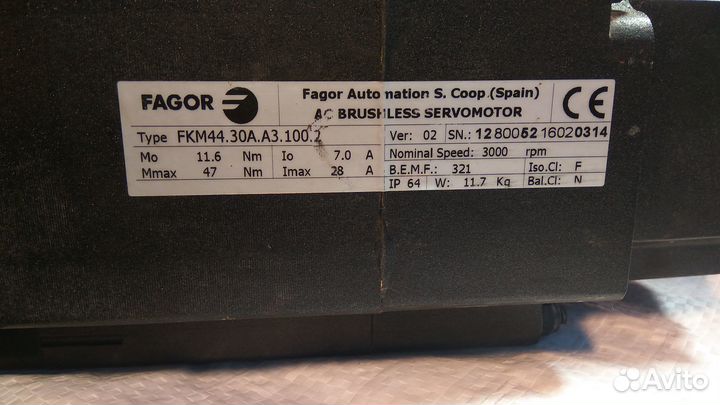 FAGOR
Fagor Automation S. Coop.(Spain)
AC BRUSHLESS SERVOMOTOR
CE
Type FKM44.30A.A3.100.2
Ver: 02 SN.: 12800521602 0314
Mo 11.6 Nm Io 7.0 A
Nominal Speed: 3000 rpm
Mmax 47 Nm Imax 28 A
B.E.M.F.: 321 Iso.Cl: F
IP 64 W: 11.7 Kg Bal.Cl: N
Avito